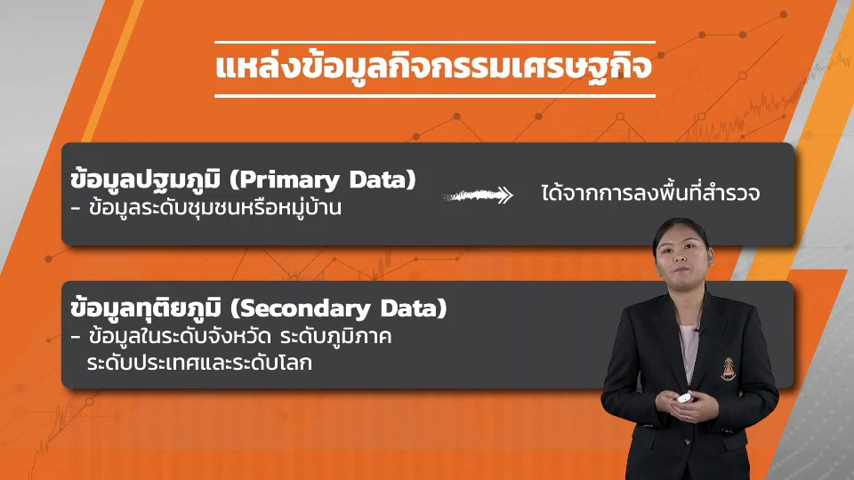 แหล่งข้อมูลกิจกรรมเศรษฐกิจ
ข้อมูลปฐมภูมิ (Primary Data)
- ข้อมูลระดับชุมชนหรือหมู่บ้าน
ได้จากการลงพื้นที่สำรวจ
ข้อมูลทุติยภูมิ (Secondary Data)
- ข้อมูลในระดับจังหวัด ระดับภูมิภาค
ระดับประเทศและระดับโลก